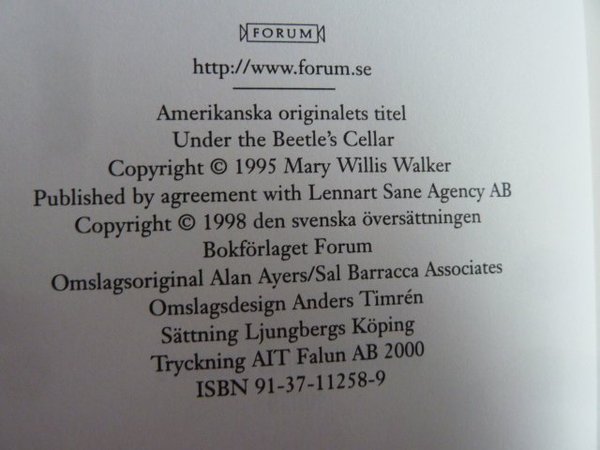 FORUM
http://www.forum.se
Amerikanska originalets titel
Under the Beetle's Cellar
Copyright © 1995 Mary Willis Walker
Published by agreement with Lennart Sane Agency AB
Copyright © 1998 den svenska översättningen
Bokförlaget Forum
Omslagsoriginal Alan Ayers/Sal Barracca Associates
Omslagsdesign Anders Timrén
Sättning Ljungbergs Köping
Tryckning AIT Falun AB 2000
ISBN 91-37-11258-9